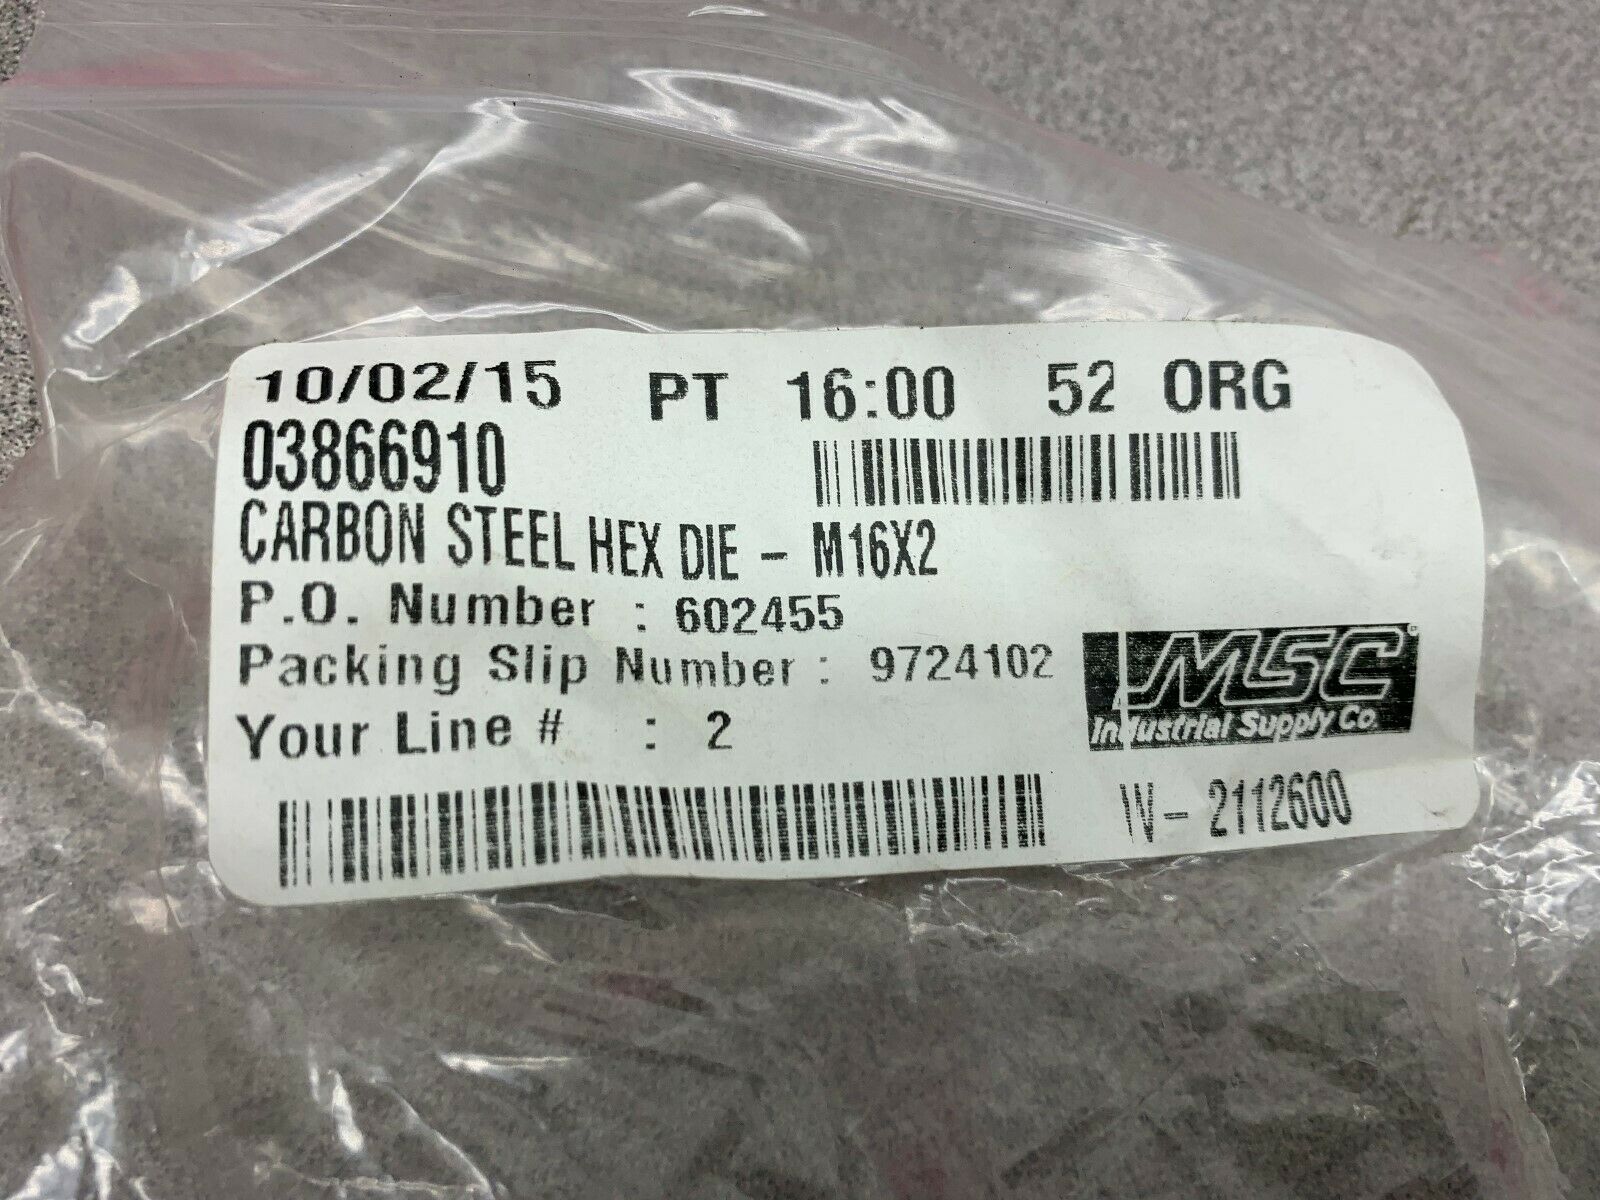 10/02/15 PT 16:00 52 ORG
03866910
CARBON STEEL HEX DIE - M16X2
P.O. Number : 602455
Packing Slip Number : 9724102
Your Line # : 2
MSC
Industrial Supply Co.
W- 2112600